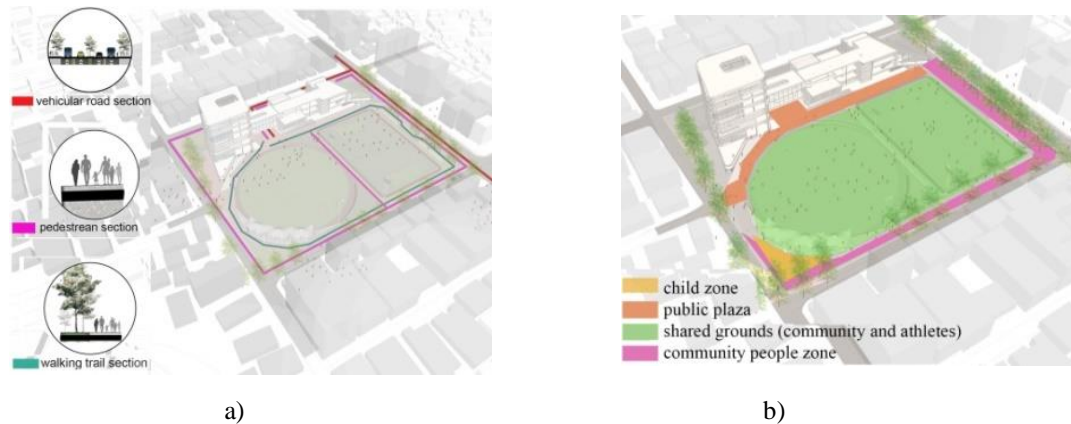 vehicular road section
pedestrean section
walking trail section
child zone
public plaza
shared grounds (community and athletes)
community people zone
a)
b)